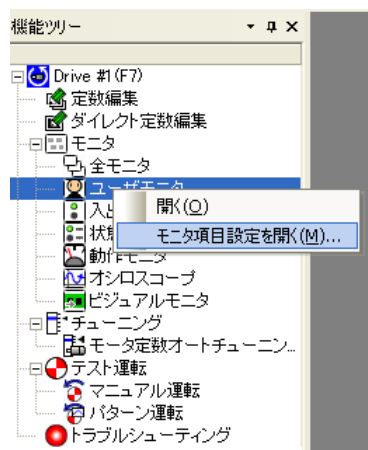 機能ツリー
Drive #1 (F7)
定数編集
ダイレクト定数編集
モニタ
全モニタ
ユーザモニタ
開く(O)
入出
状態
モニタ項目設定を開く(M)...
動作モニタ
オシロスコープ
ビジュアルモニタ
チューニング
モータ定数オートチューニン...
テスト運転
マニュアル運転
パターン運転
トラブルシューティング